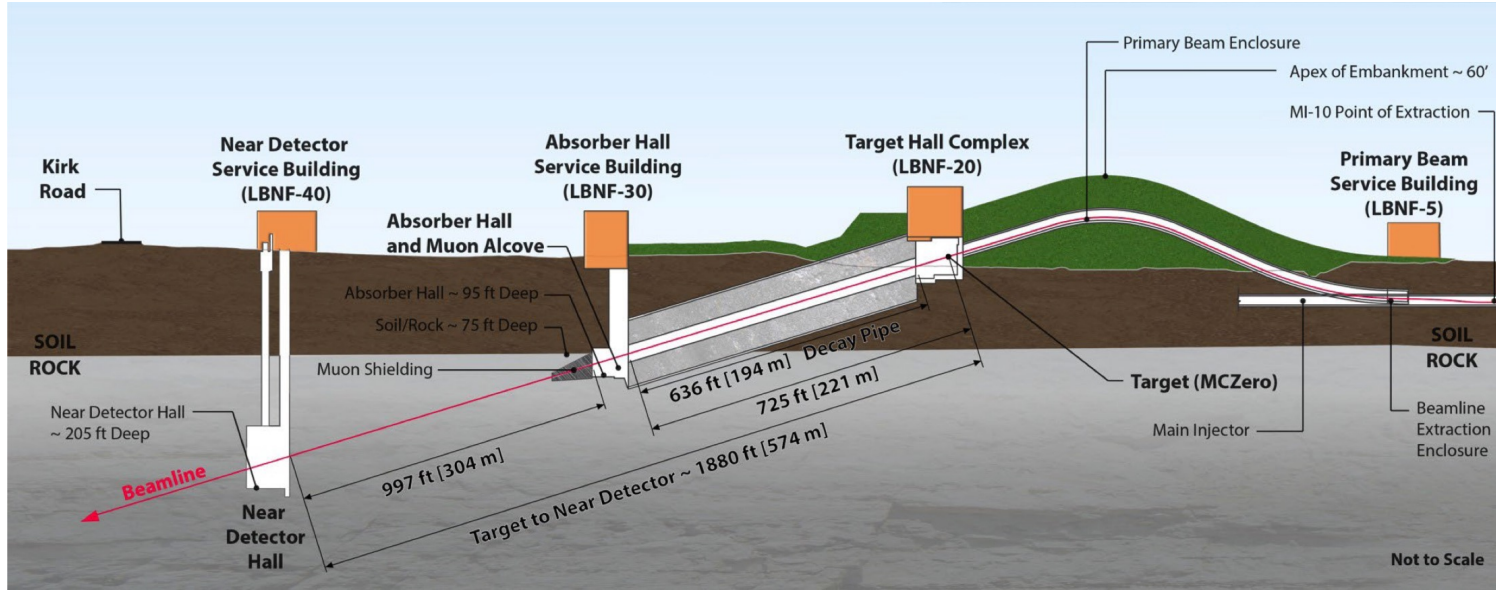 Primary Beam Enclosure
Apex of Embankment ~ 60’
MI-10 Point of Extraction
Kirk
Road
Near Detector
Service Building
(LBNF-40)
Absorber Hall
Service Building
(LBNF-30)
Target Hall Complex
(LBNF-20)
Primary Beam
Service Building
(LBNF-5)
Absorber Hall
and Muon Alcove
Absorber Hall ~ 95 ft Deep
Soil/Rock ~ 75 ft Deep
SOIL
ROCK
Muon Shielding
SOIL
ROCK
636 ft [194 m] Decay Pipe
725 ft [221 m]
Target (MCZero)
Main Injector
Beamline
Extraction
Enclosure
Near Detector Hall
~ 205 ft Deep
Beamline
997 ft [304 m]
Target to Near Detector ~ 1880 ft [574 m]
Near
Detector
Hall
Not to Scale